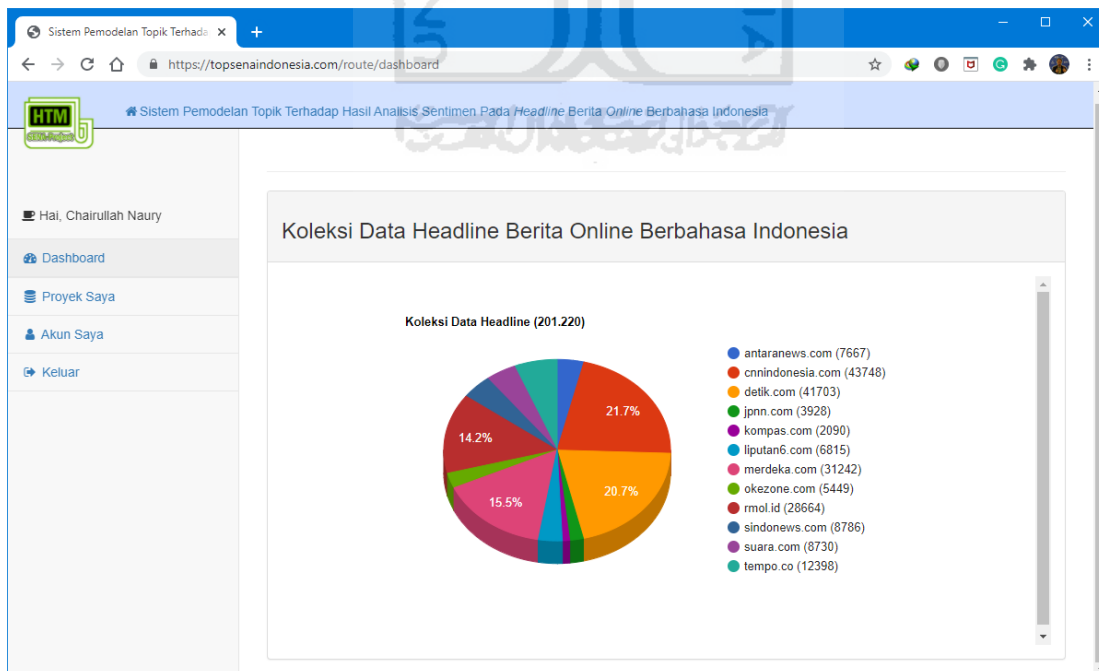 Sistem Pemodelan Topik Terhada
https://topsenaindonesia.com/route/dashboard
HTM
Sistem Pemodelan Topik Terhadap Hasil Analisis Sentimen Pada Headline Berita Online Berbahasa Indonesia
Hai, Chairullah Naury
Dashboard
Proyek Saya
Akun Saya
Keluar
Koleksi Data Headline Berita Online Berbahasa Indonesia
Koleksi Data Headline (201.220)
21.7%
20.7%
15.5%
14.2%
antaranews.com (7667)
cnnindonesia.com (43748)
detik.com (41703)
jpnn.com (3928)
kompas.com (2090)
liputan6.com (6815)
merdeka.com (31242)
okezone.com (5449)
rmol.id (28664)
sindonews.com (8786)
suara.com (8730)
tempo.co (12398)